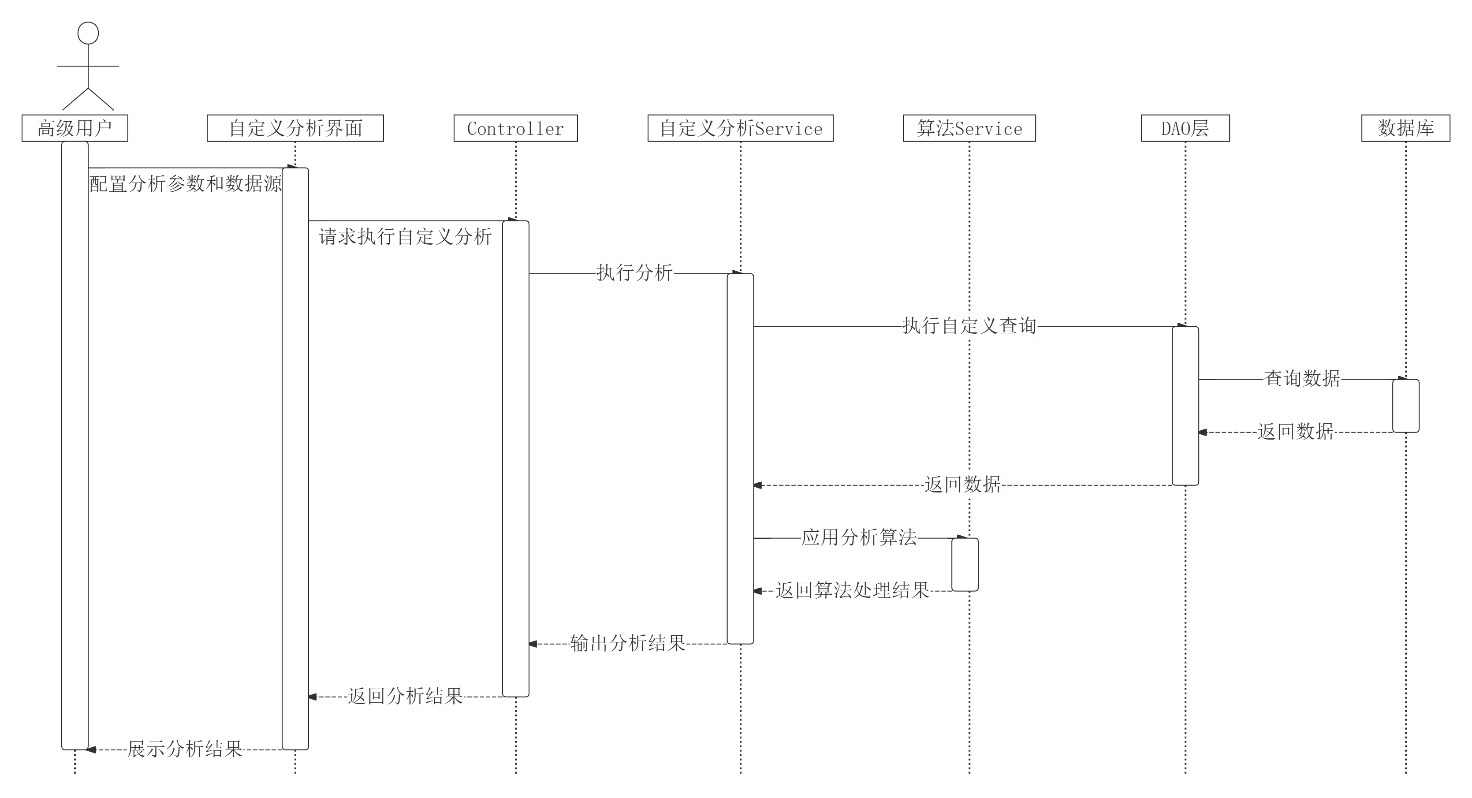 高级用户
自定义分析界面
Controller
自定义分析Service
算法Service
DAO层
数据库
配置分析参数和数据源
请求执行自定义分析
执行分析
执行自定义查询
查询数据
返回数据
返回数据
应用分析算法
返回算法处理结果
输出分析结果
返回分析结果
展示分析结果